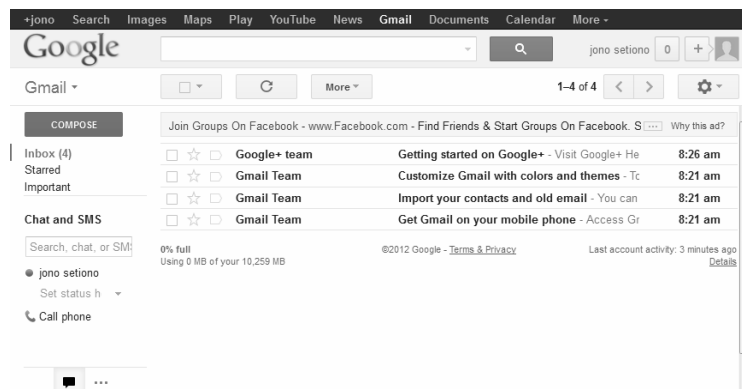 +jono Search Images Maps Play YouTube News Gmail Documents Calendar More
Google jono setiono 0 +
Gmail More 1–4 of 4
COMPOSE
Join Groups On Facebook - www.Facebook.com - Find Friends & Start Groups On Facebook. S ... Why this ad?
Inbox (4)
Starred
Important
Google+ team Getting started on Google+ - Visit Google+ He 8:26 am
Gmail Team Customize Gmail with colors and themes - Tc 8:21 am
Gmail Team Import your contacts and old email - You can 8:21 am
Gmail Team Get Gmail on your mobile phone - Access Gr 8:21 am
Chat and SMS
Search, chat, or SMS
jono setiono
Set status h
Call phone
0% full
Using 0 MB of your 10,259 MB
©2012 Google - Terms & Privacy
Last account activity: 3 minutes ago
Details